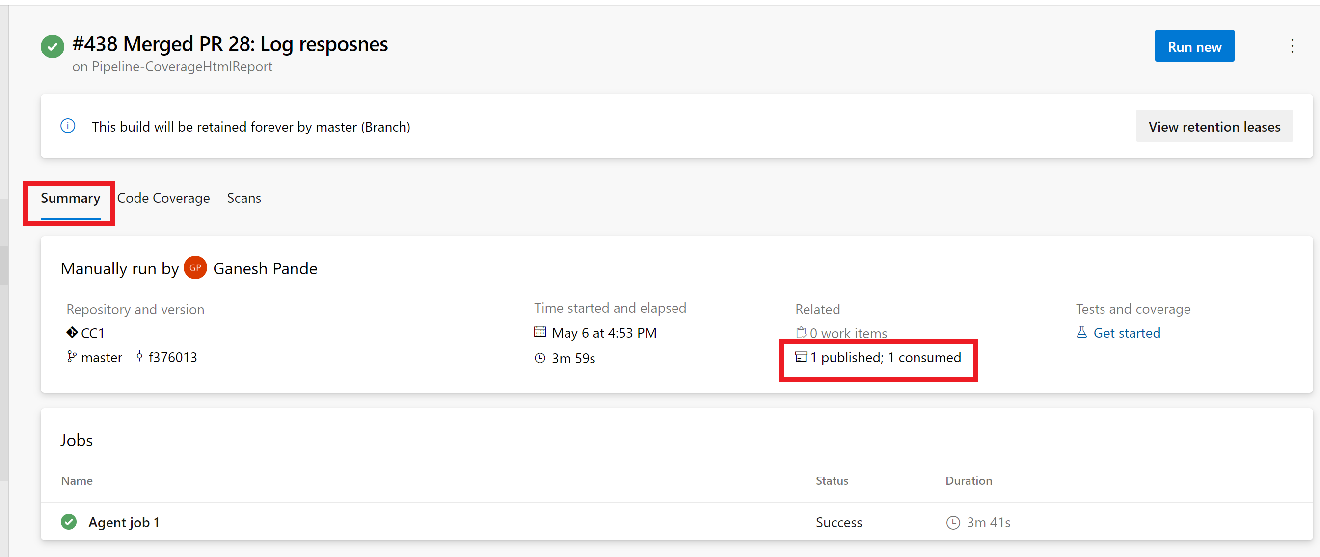 #438 Merged PR 28: Log resposnes
on Pipeline-CoverageHtmlReport
Run new
This build will be retained forever by master (Branch)
View retention leases
Summary Code Coverage Scans
Manually run by GP Ganesh Pande
Repository and version
CC1
master f376013
Time started and elapsed
May 6 at 4:53 PM
3m 59s
Related
0 work items
1 published; 1 consumed
Tests and coverage
Get started
Jobs
Name Status Duration
Agent job 1 Success 3m 41s